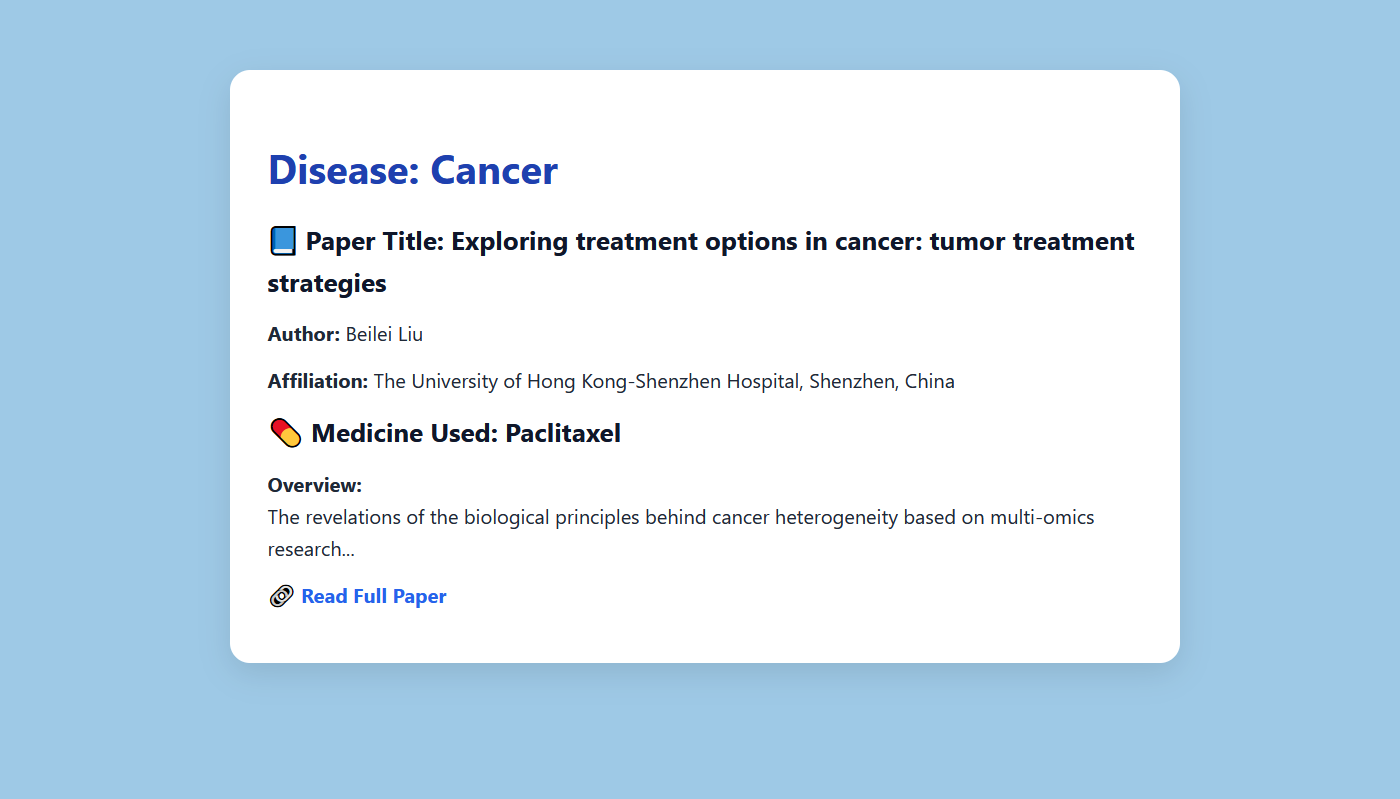 Disease: Cancer
📘 Paper Title: Exploring treatment options in cancer: tumor treatment
strategies
Author: Beilei Liu
Affiliation: The University of Hong Kong-Shenzhen Hospital, Shenzhen, China
💊 Medicine Used: Paclitaxel
Overview:
The revelations of the biological principles behind cancer heterogeneity based on multi-omics
research...
🔗 Read Full Paper